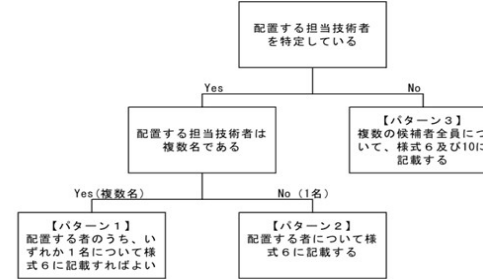 配置する担当技術者
を特定している
Yes
No
配置する担当技術者は
複数名である
【パターン3】
複数の候補者全員につ
いて、様式6及び10に
記載する
Yes(複数名)
No (1名)
【パターン1】
配置する者のうち、い
ずれか1名について様
式6に記載すればよい
【パターン2】
配置する者について様
式6に記載する